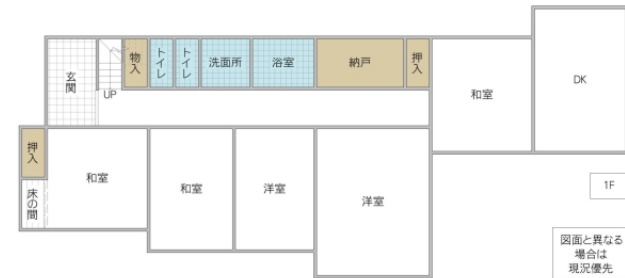 玄関
UP
物入
トイレ
トイレ
洗面所
浴室
納戸
押入
和室
DK
押入
床の間
和室
和室
洋室
洋室
1F
図面と異なる
場合は
現況優先